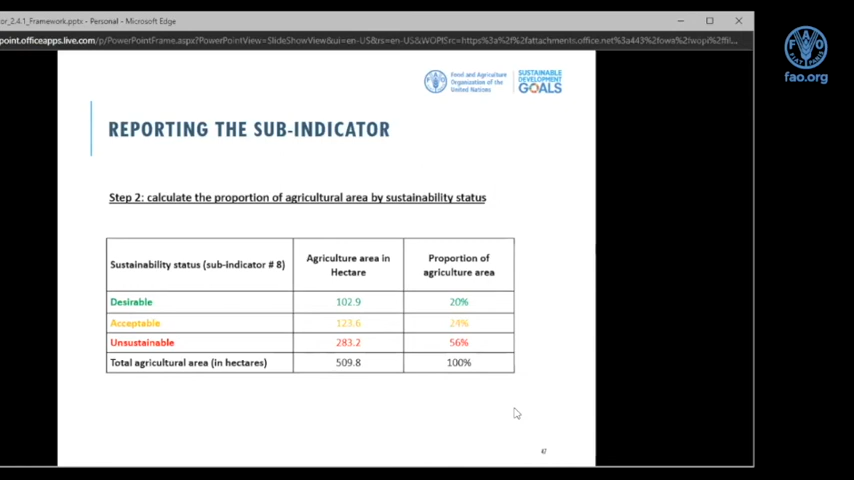 or_2.4.1_Framework.pptx - Personal - Microsoft Edge
FAO
FIAT PANIS
fao.org
point.officeapps.live.com/p/PowerPointFrame.aspx?PowerPointView=SlideShowView&ui=en-US&rs=en-US&WOPISrc=https%3a%2f%2fattachments.office.net%3a443%2fowa%2fwopi%2ffil...
Food and Agriculture
Organization of the
United Nations
SUSTAINABLE
DEVELOPMENT
GOALS
REPORTING THE SUB-INDICATOR
Step 2: calculate the proportion of agricultural area by sustainability status
Sustainability status (sub-indicator # 8) Agriculture area in Hectare Proportion of agriculture area
Desirable 102.9 20%
Acceptable 123.6 24%
Unsustainable 283.2 56%
Total agricultural area (in hectares) 509.8 100%
47